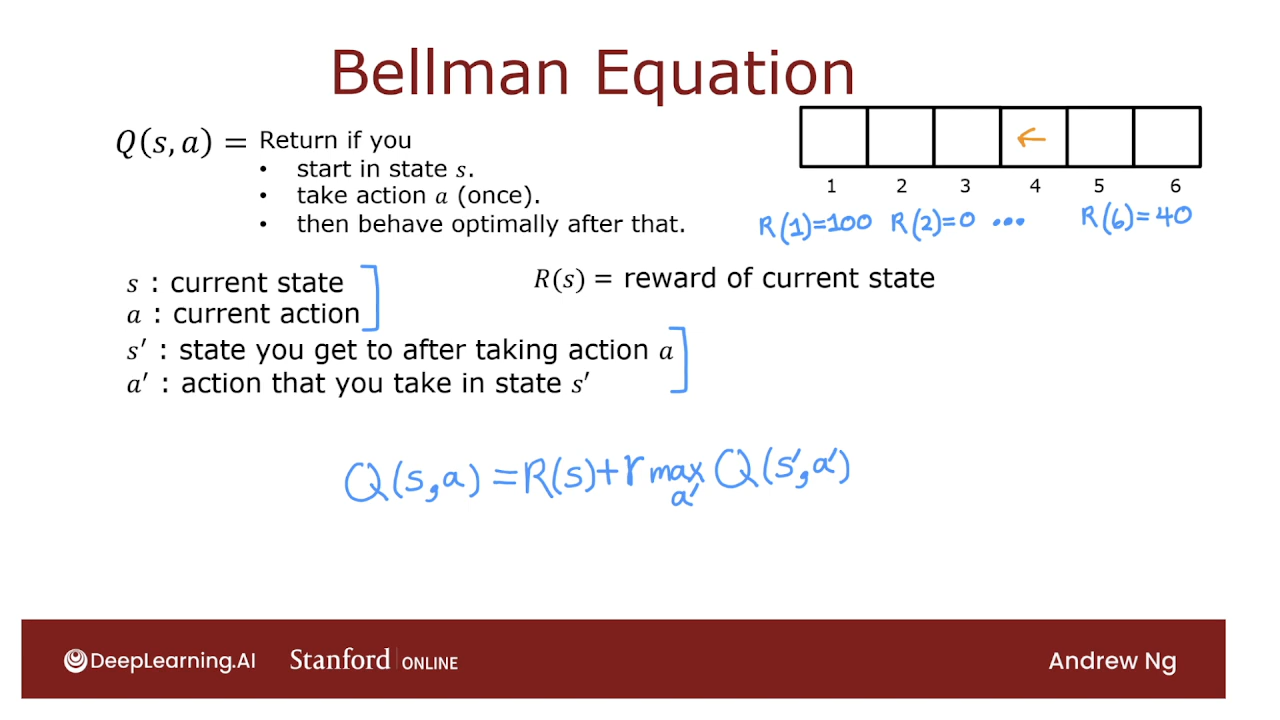 Bellman Equation
Q(s, a) = Return if you
• start in state s.
• take action a (once).
• then behave optimally after that.
←
1 2 3 4 5 6
R(1)=100 R(2)=0 ... R(6)=40
s : current state
a : current action
R(s) = reward of current state
s′ : state you get to after taking action a
a′ : action that you take in state s′
Q(s,a) = R(s)+γ max Q(s′,a′)
a′
DeepLearning.AI Stanford | ONLINE Andrew Ng